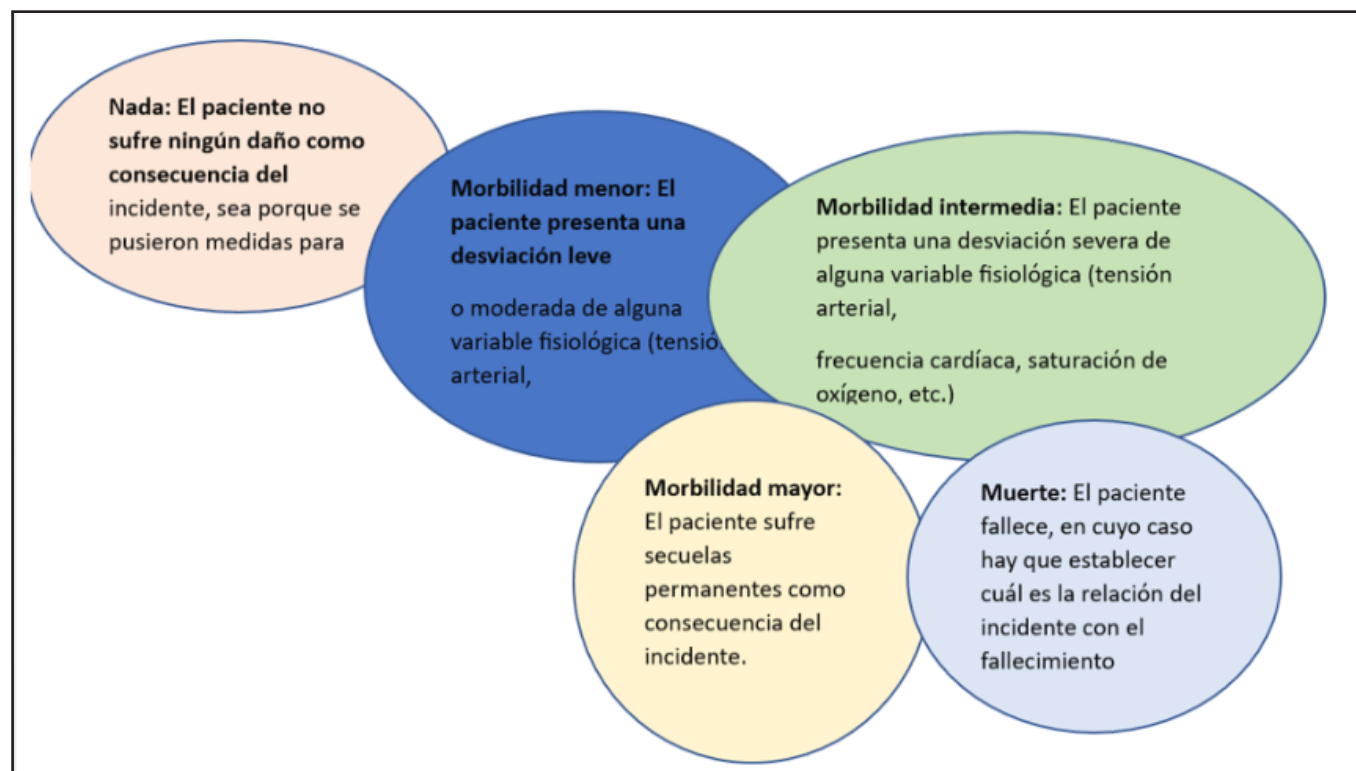 Nada: El paciente no
sufre ningún daño como
consecuencia del
incidente, sea porque se
pusieron medidas para
Morbilidad menor: El
paciente presenta una
desviación leve
o moderada de alguna
variable fisiológica (tensión
arterial,
Morbilidad intermedia: El paciente
presenta una desviación severa de
alguna variable fisiológica (tensión
arterial,
frecuencia cardíaca, saturación de
oxígeno, etc.)
Morbilidad mayor:
El paciente sufre
secuelas
permanentes como
consecuencia del
incidente.
Muerte: El paciente
fallece, en cuyo caso
hay que establecer
cuál es la relación del
incidente con el
fallecimiento